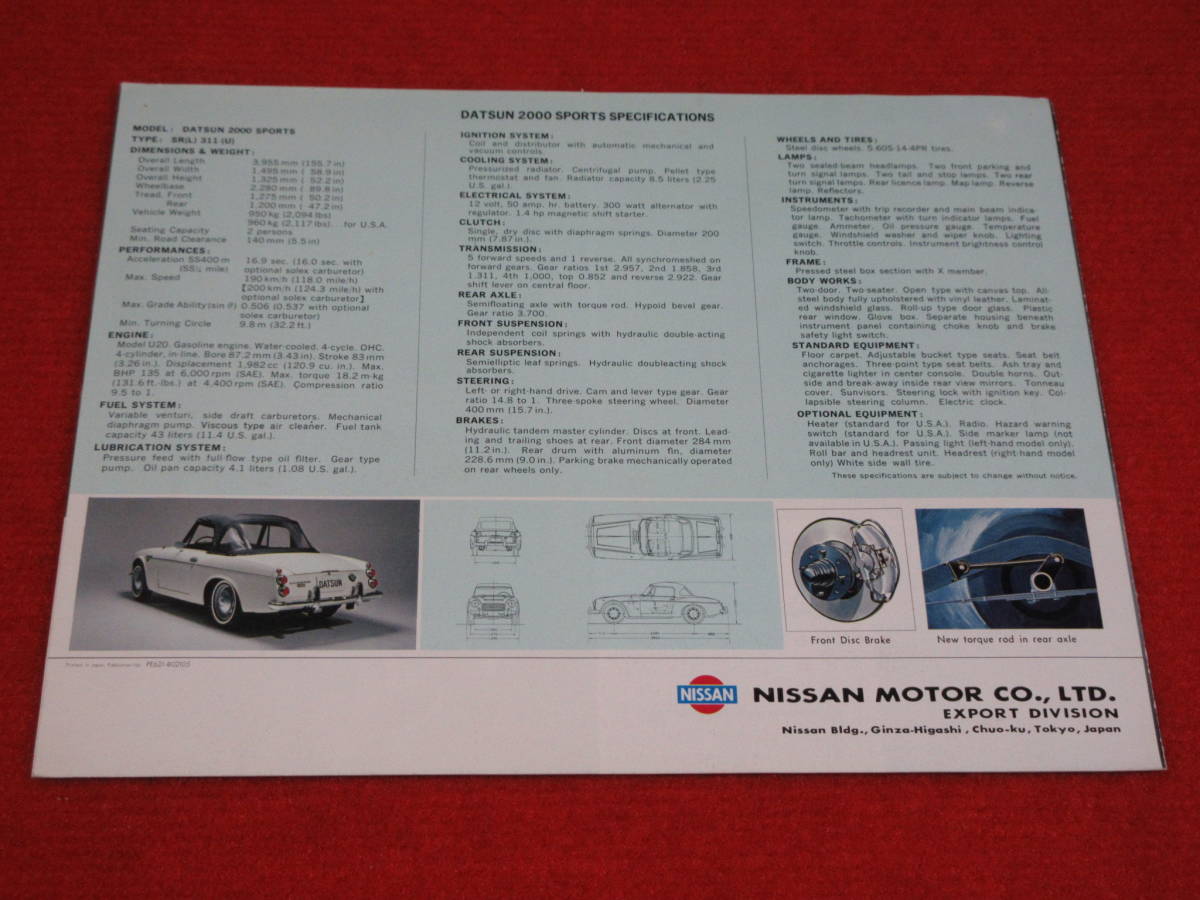 DATSUN 2000 SPORTS SPECIFICATIONS
MODEL: DATSUN 2000 SPORTS
TYPE: SR(L) 311-(U)
DIMENSIONS & WEIGHT:
Overall Length 3,955 mm (155.7 in)
Overall Width 1,495 mm ( 58.9 in)
Overall Height 1,325 mm ( 52.2 in)
Wheelbase 2,280 mm ( 89.8 in)
Tread, Front 1,275 mm ( 50.2 in)
Rear 1,200 mm ( 47.2 in)
Vehicle Weight 950 kg (2,094 lbs)
960 kg (2,117 lbs). for U.S.A.
Seating Capacity 2 persons
Min. Road Clearance 140 mm (5.5 in)
PERFORMANCES:
Acceleration SS400 m 16.9 sec. (16.0 sec. with
(SS¼ mile) optional solex carburetor)
Max. Speed 190 km/h (118.0 mile/h)
[200 km/h (124.3 mile/h) with
optional solex carburetor]
Max. Grade Ability (sin θ) 0.506 (0.537 with optional
solex carburetor)
Min. Turning Circle 9.8 m (32.2 ft.)
ENGINE:
Model U20. Gasoline engine. Water-cooled. 4-cycle. OHC.
4-cylinder, in-line. Bore 87.2 mm (3.43 in). Stroke 83 mm
(3.26 in). Displacement 1,982 cc (120.9 cu. in.). Max.
BHP 135 at 6,000 rpm (SAE). Max. torque 18.2 m-kg
(131.6 ft.-lbs.) at 4,400 rpm (SAE). Compression ratio
9.5 to 1.
FUEL SYSTEM:
Variable venturi, side draft carburetors. Mechanical
diaphragm pump. Viscous type air cleaner. Fuel tank
capacity 43 liters (11.4 U.S. gal.).
LUBRICATION SYSTEM:
Pressure feed with full-flow type oil filter. Gear type
pump. Oil pan capacity 4.1 liters (1.08 U.S. gal.).
IGNITION SYSTEM:
Coil and distributor with automatic mechanical and
vacuum controls.
COOLING SYSTEM:
Pressurized radiator. Centrifugal pump. Pellet type
thermostat and fan. Radiator capacity 8.5 liters (2.25
U.S. gal.).
ELECTRICAL SYSTEM:
12 volt, 50 amp. hr. battery. 300 watt alternator with
regulator. 1.4 hp magnetic shift starter.
CLUTCH:
Single, dry disc with diaphragm springs. Diameter 200
mm (7.87 in.).
TRANSMISSION:
5 forward speeds and 1 reverse. All synchromeshed on
forward gears. Gear ratios 1st 2.957, 2nd 1.858, 3rd
1.311, 4th 1,000, top 0.852 and reverse 2.922. Gear
shift lever on central floor.
REAR AXLE:
Semifloating axle with torque rod. Hypoid bevel gear.
Gear ratio 3.700.
FRONT SUSPENSION:
Independent coil springs with hydraulic double-acting
shock absorbers.
REAR SUSPENSION:
Semielliptic leaf springs. Hydraulic doubleacting shock
absorbers.
STEERING:
Left- or right-hand drive. Cam and lever type gear. Gear
ratio 14.8 to 1. Three-spoke steering wheel. Diameter
400 mm (15.7 in.).
BRAKES:
Hydraulic tandem master cylinder. Discs at front. Lead-
ing and trailing shoes at rear. Front diameter 284 mm
(11.2 in.). Rear drum with aluminum fin, diameter
228.6 mm (9.0 in.). Parking brake mechanically operated
on rear wheels only.
WHEELS AND TIRES:
Steel disc wheels. 5.60S-14-4PR tires.
LAMPS:
Two sealed-beam headlamps. Two front parking and
turn signal lamps. Two tail and stop lamps. Two rear
turn signal lamps. Rear licence lamp. Map lamp. Reverse
lamp. Reflectors.
INSTRUMENTS:
Speedometer with trip recorder and main beam indica-
tor lamp. Tachometer with turn indicator lamps. Fuel
gauge. Ammeter. Oil pressure gauge. Temperature
gauge. Windshield washer and wiper knob. Lighting
switch. Throttle controls. Instrument brightness control
knob.
FRAME:
Pressed steel box section with X member.
BODY WORKS:
Two-door. Two-seater. Open type with canvas top. All-
steel body fully upholstered with vinyl leather. Laminat-
ed windshield glass. Roll-up type door glass. Plastic
rear window. Glove box. Separate housing beneath
instrument panel containing choke knob and brake
safety light switch.
STANDARD EQUIPMENT:
Floor carpet. Adjustable bucket type seats. Seat belt
anchorages. Three-point type seat belts. Ash tray and
cigarette lighter in center console. Double horns. Out-
side and break-away inside rear view mirrors. Tonneau
cover. Sunvisors. Steering lock with ignition key. Col-
lapsible steering column. Electric clock.
OPTIONAL EQUIPMENT:
Heater (standard for U.S.A.). Radio. Hazard warning
switch (standard for U.S.A.). Side marker lamp (not
available in U.S.A.). Passing light (left-hand model only).
Roll bar and headrest unit. Headrest (right-hand model
only) White side wall tire.
These specifications are subject to change without notice.
DATSUN
Front Disc Brake
New torque rod in rear axle
Printed in Japan
NISSAN
NISSAN MOTOR CO., LTD.
EXPORT DIVISION
Nissan Bldg., Ginza-Higashi, Chuo-ku, Tokyo, Japan